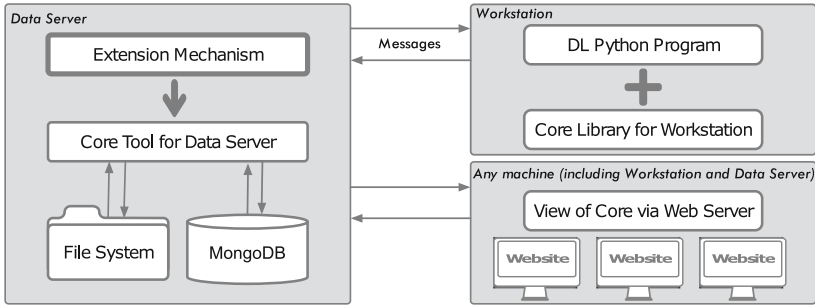 Data Server
Extension Mechanism
Core Tool for Data Server
File System
MongoDB
Messages
Workstation
DL Python Program
Core Library for Workstation
Any machine (including Workstation and Data Server)
View of Core via Web Server
Website
Website
Website